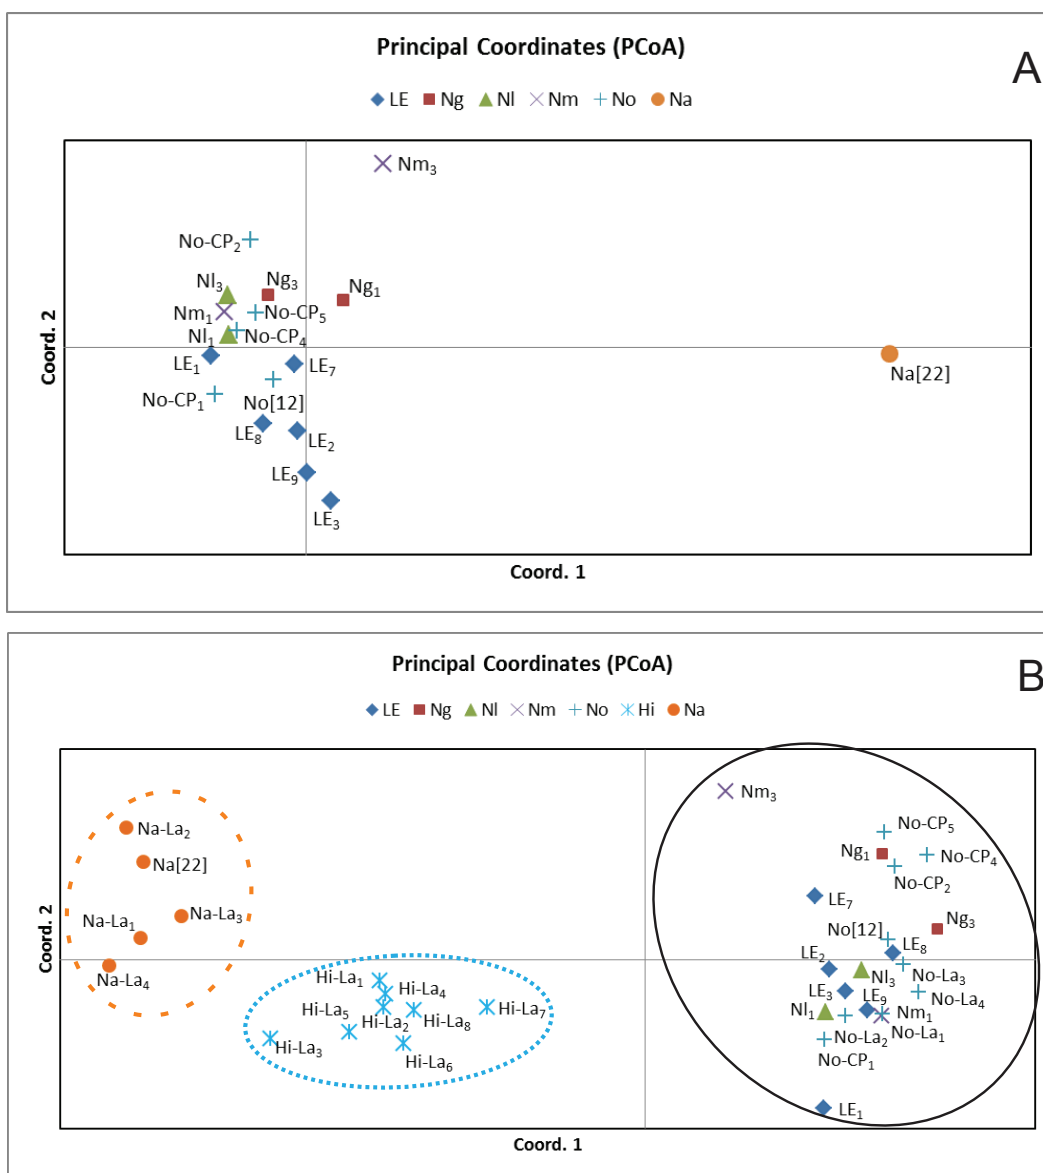 Principal Coordinates (PCoA)
A
LE Ng Nl Nm No Na
Nm₃
No-CP₂
Nl₃ Ng₃ Ng₁
Nm₁ No-CP₅
Nl₁ No-CP₄
LE₁ LE₇ Na[22]
No-CP₁ No[12]
LE₈ LE₂
LE₉
LE₃
Coord. 2
Coord. 1
Principal Coordinates (PCoA)
B
LE Ng Nl Nm No Hi Na
Nm₃
Na-La₂ No-CP₅
Na[22] Ng₁ No-CP₄
No-CP₂
LE₇
Na-La₁ Na-La₃ No[12] Ng₃
LE₂ LE₈
Na-La₄ Hi-La₁ Nl₃ No-La₃
Hi-La₄ LE₃ LE₉ No-La₄
Hi-La₅ Hi-La₂ Hi-La₈ Hi-La₇ Nl₁ Nm₁
No-La₂ No-La₁
Hi-La₃ Hi-La₆ No-CP₁
LE₁
Coord. 2
Coord. 1